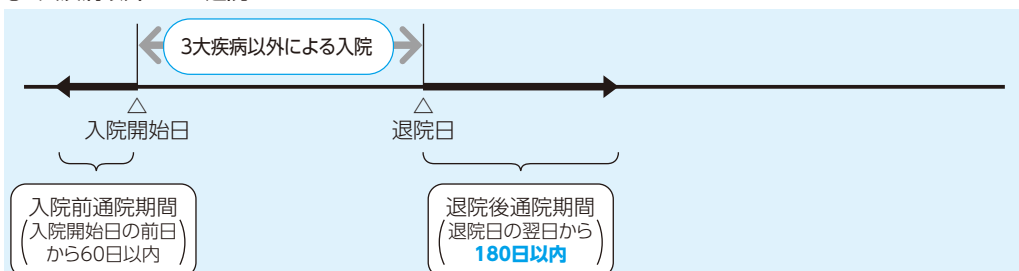 3大疾病以外による入院
△ △
入院開始日 退院日
入院前通院期間
(入院開始日の前日
から60日以内)
退院後通院期間
(退院日の翌日から
180日以内)